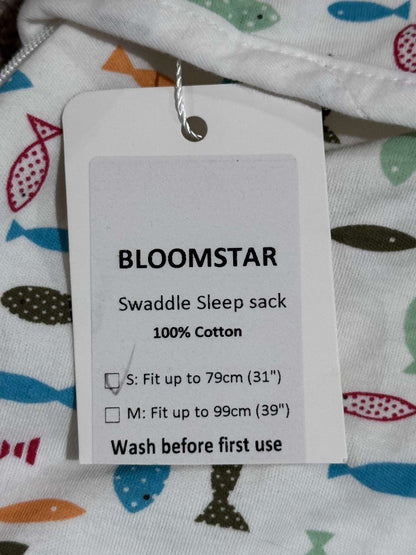 BLOOMSTAR
Swaddle Sleep sack
100% Cotton
☐ S: Fit up to 79cm (31")
☐ M: Fit up to 99cm (39")
Wash before first use